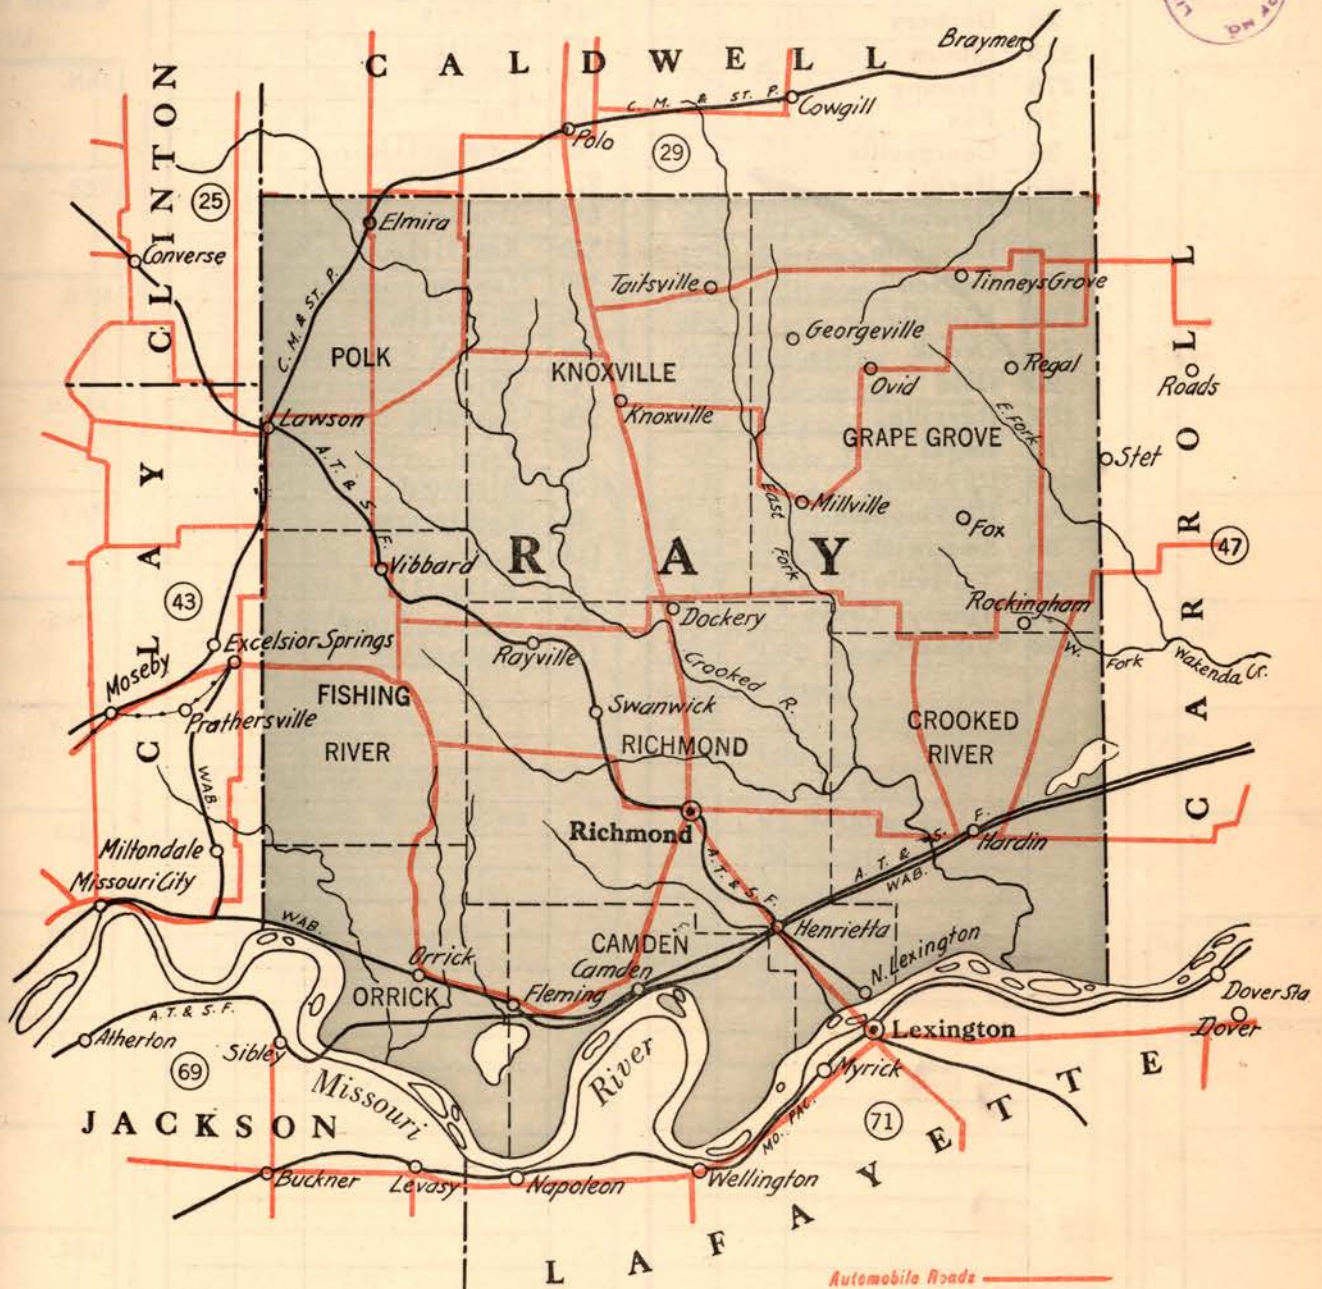 CALDWELL
Braymer
C. M. & ST. P.
Cowgill
Polo
29
CLINTON
25
Elmira
Converse
Taitsville
Tinneys Grove
C. M. & ST. P.
Georgeville
POLK
KNOXVILLE
Ovid
Regal
Roads
Lawson
Knoxville
E. Fork
GRAPE GROVE
CARROLL
Stet
A. T. & S. F.
Millville
East Fork
Fox
CLAY
RAY
47
Vibbard
43
Rockingham
Dockery
Excelsior Springs
Rayville
W. Fork
Wakenda Cr.
Moseby
Crooked R.
FISHING RIVER
Prathersville
Swanwick
RICHMOND
CROOKED RIVER
WAB.
Richmond
Hardin
Miltondale
A. T. & S. F.
A. T. & S. F.
WAB.
Missouri City
WAB.
Henrietta
CAMDEN
N. Lexington
Orrick
Camden
ORRICK
Fleming
Dover Sta.
A. T. & S. F.
Dover
Lexington
Atherton
Sibley
69
River
Myrick
Missouri
JACKSON
MO. PAC.
71
LAFAYETTE
Buckner
Levasy
Napoleon
Wellington
Automobile Roads